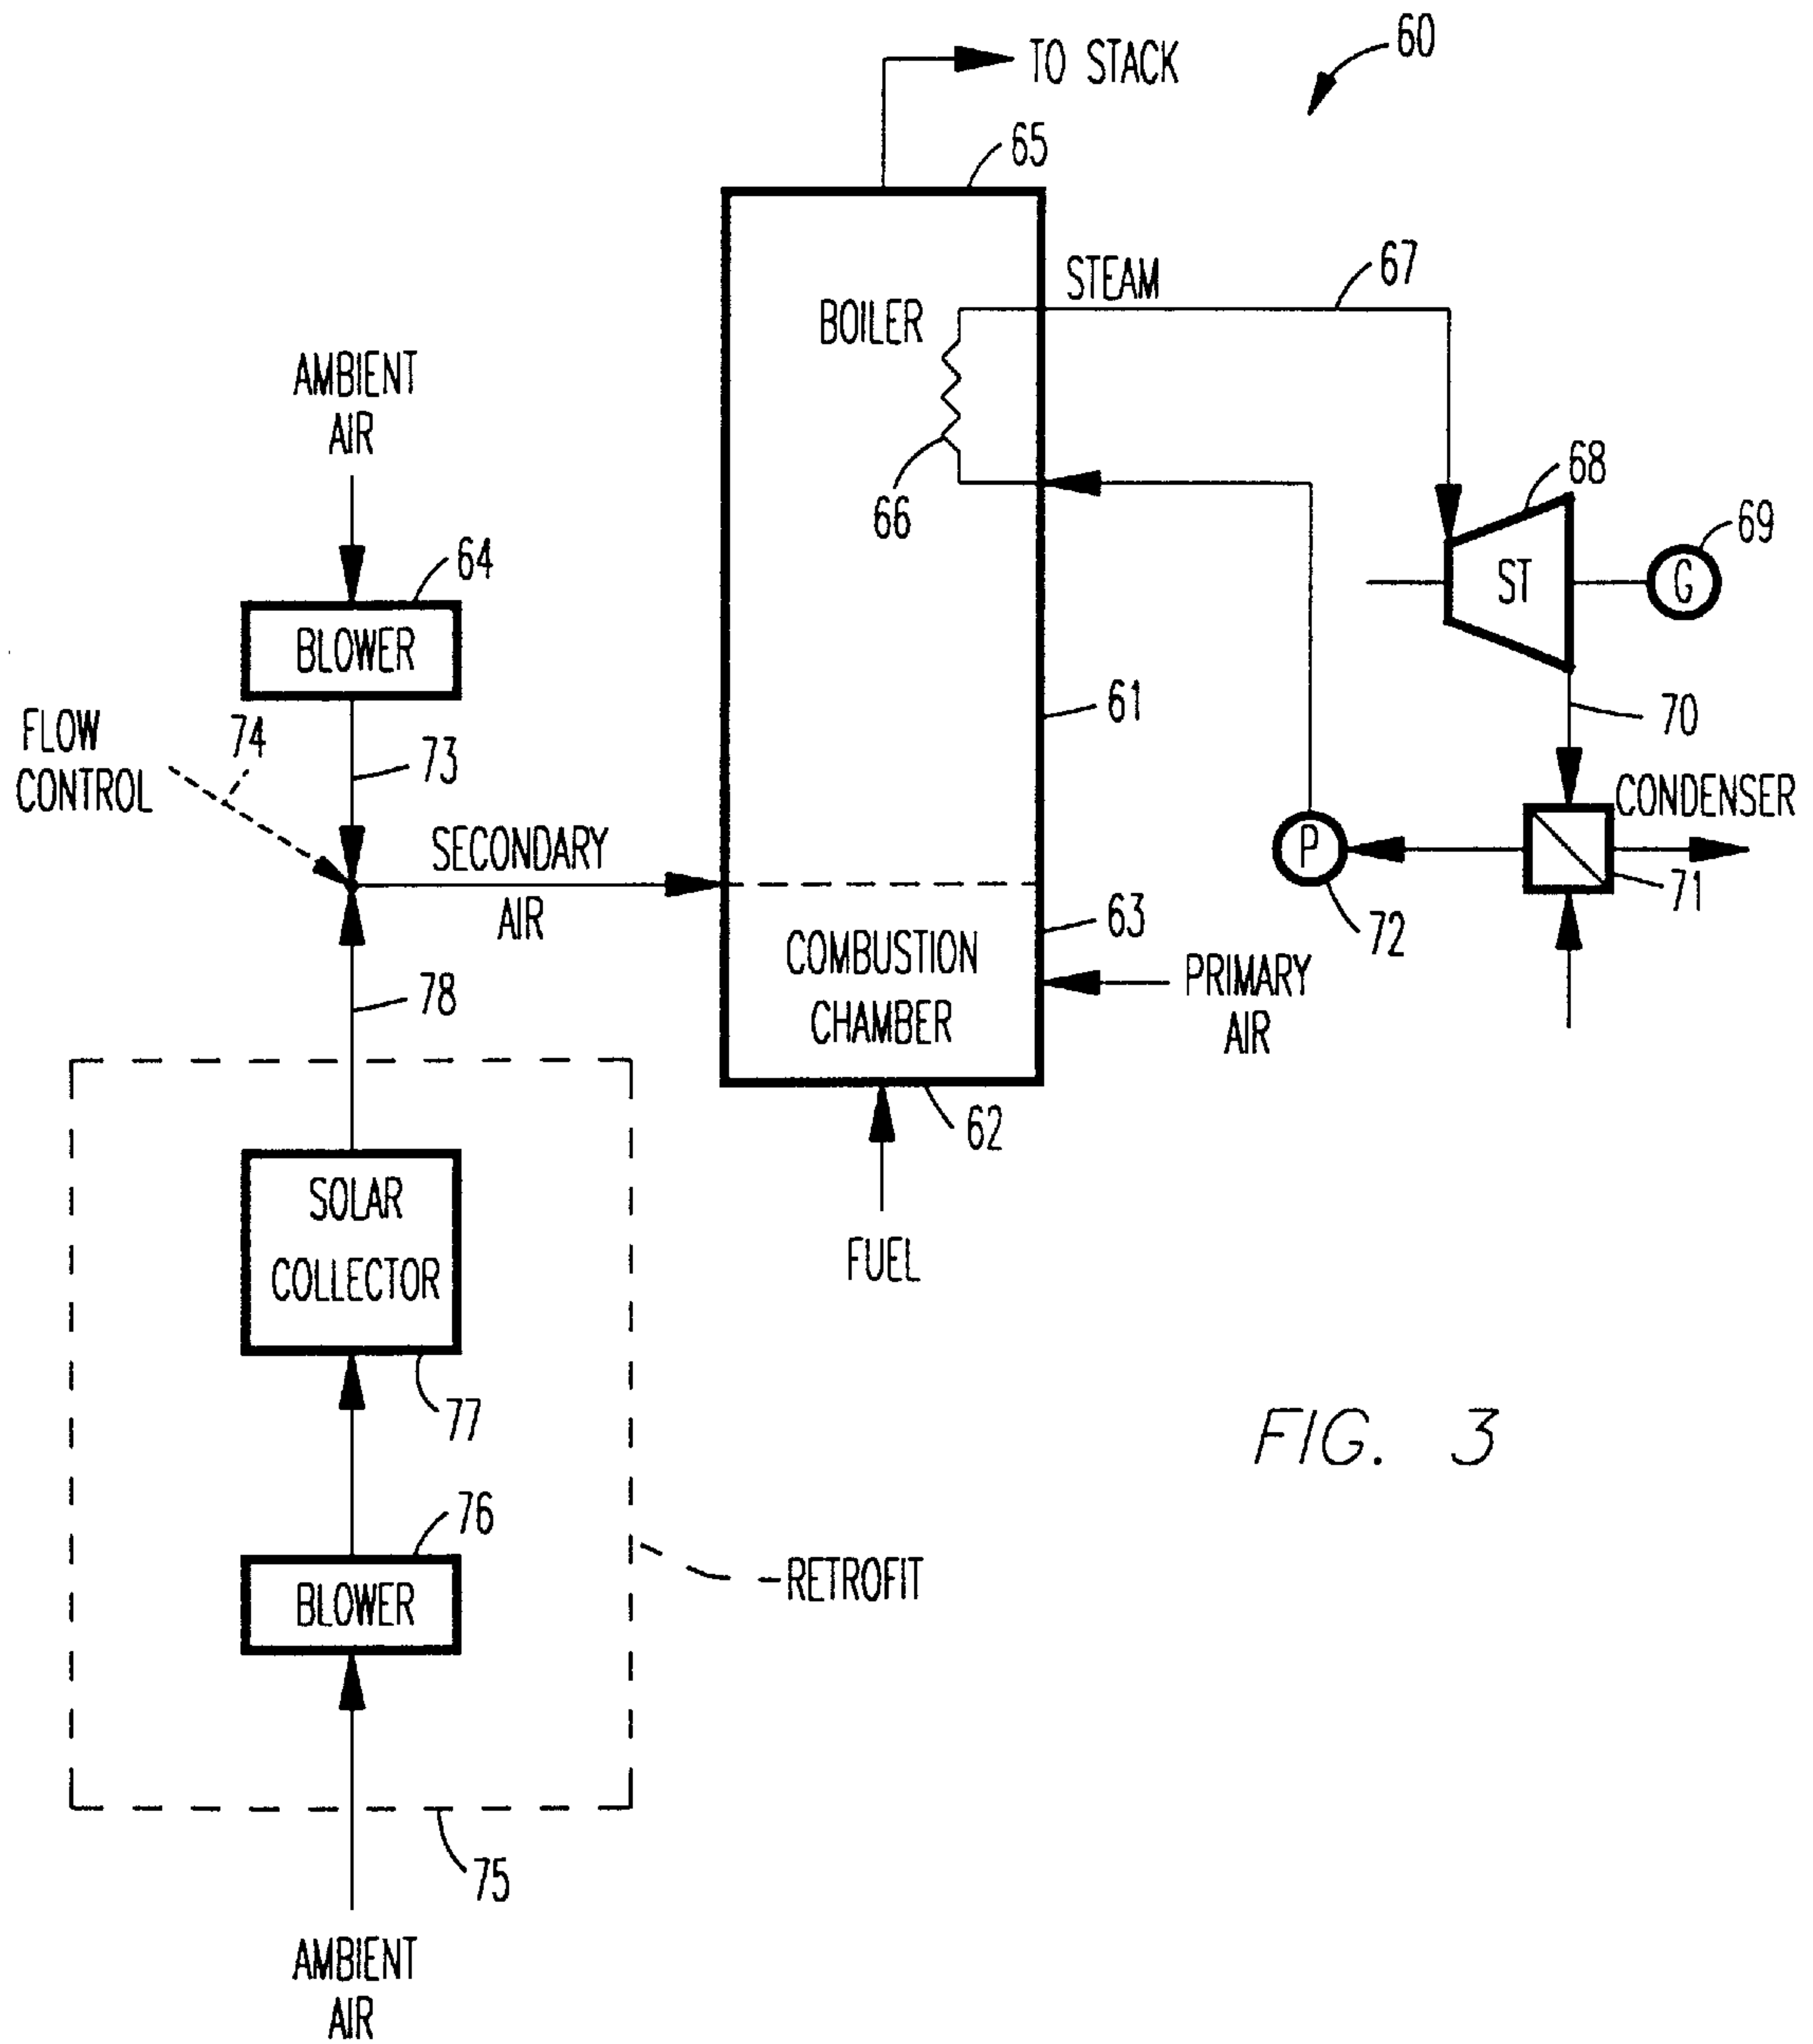 TO STACK
60
65
STEAM
67
BOILER
AMBIENT
AIR
66
68
69
ST
G
64
BLOWER
FLOW
CONTROL
74
73
61
70
CONDENSER
SECONDARY
AIR
P
71
72
63
COMBUSTION
CHAMBER
PRIMARY
AIR
78
62
FUEL
SOLAR
COLLECTOR
77
FIG. 3
76
BLOWER
RETROFIT
75
AMBIENT
AIR